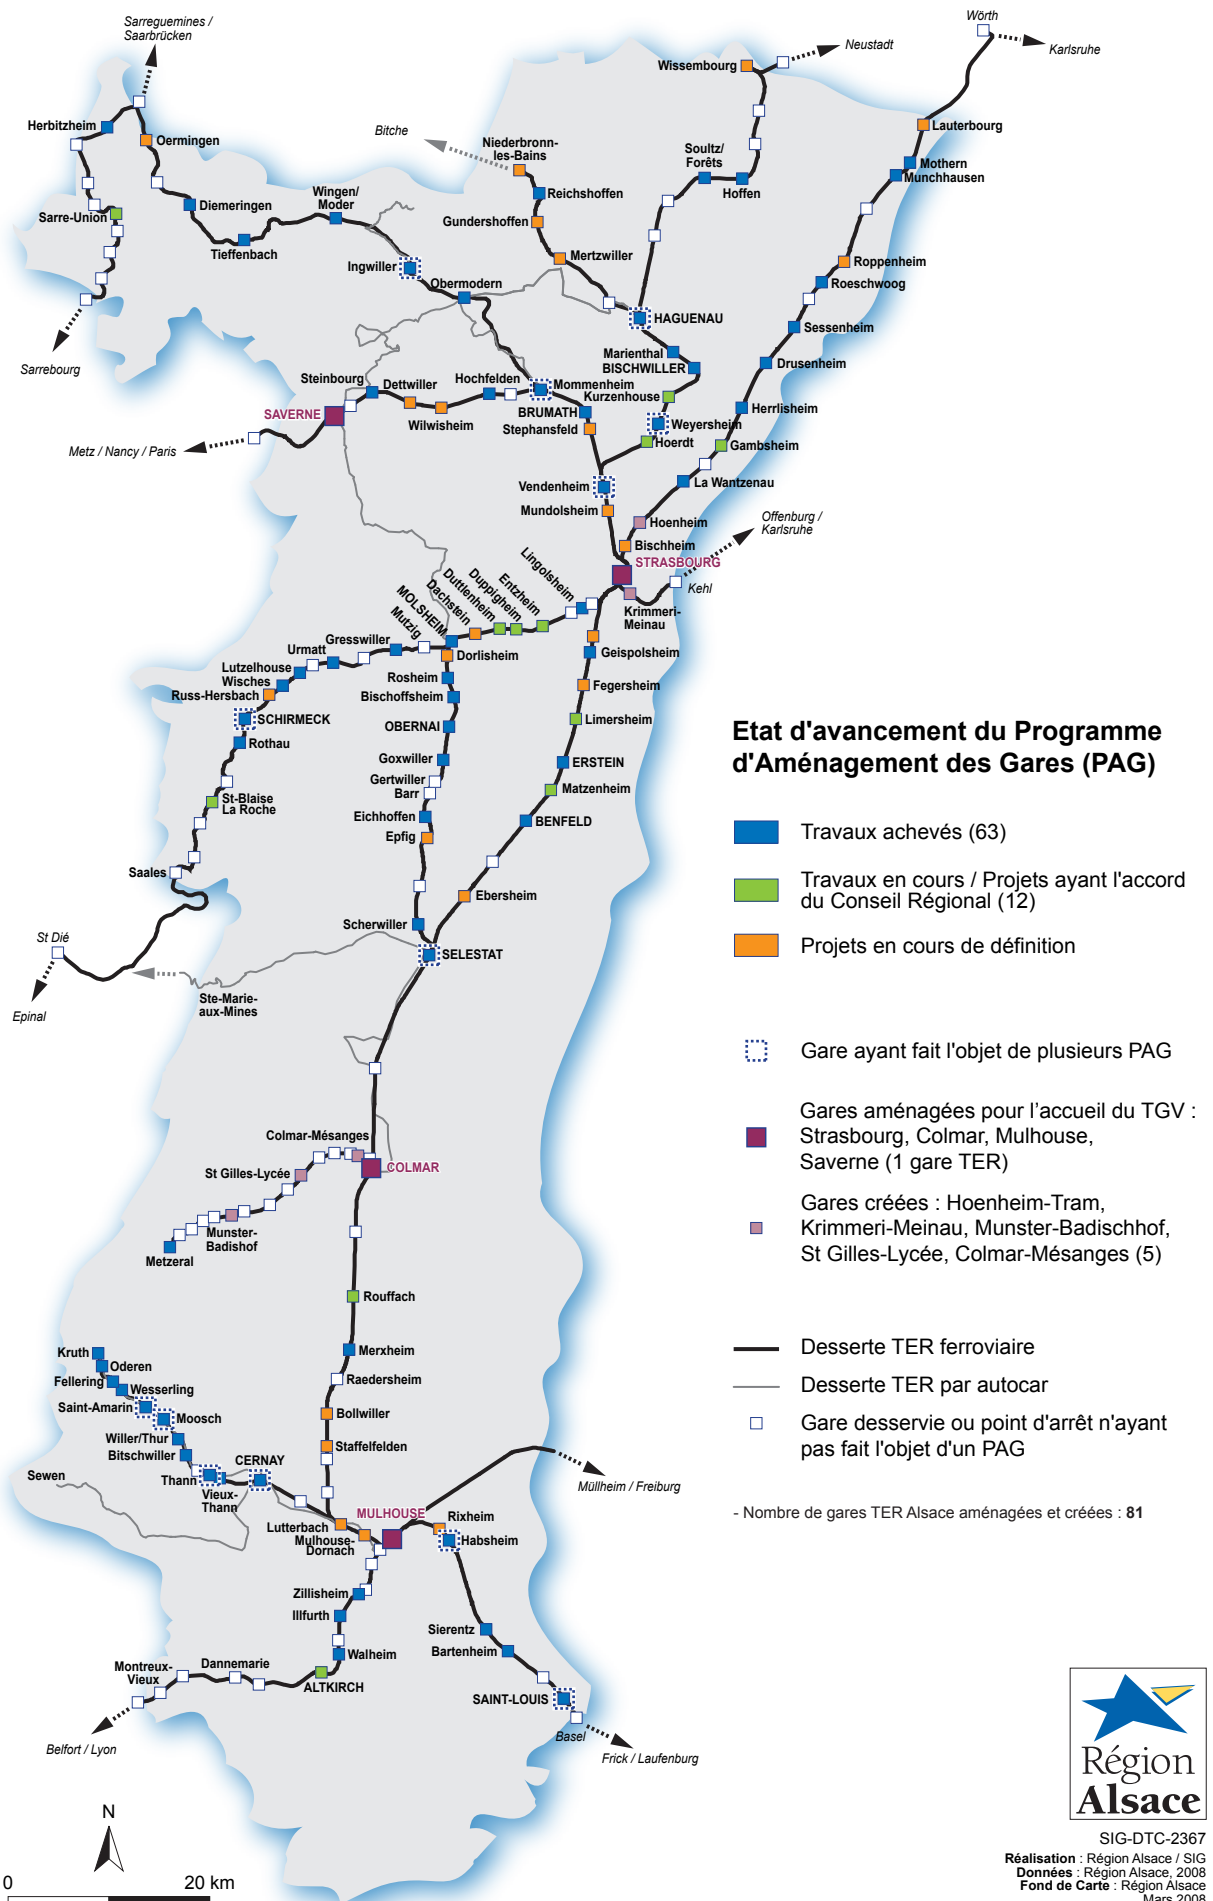 Sarreguemines /
Saarbrücken
Wörth
Karlsruhe
Neustadt
Wissembourg
Herbitzheim
Oermingen
Bitche
Niederbronn-
les-Bains
Lauterbourg
Soultz/
Forêts
Mothern
Munchhausen
Reichshoffen
Hoffen
Wingen/
Moder
Diemeringen
Sarre-Union
Gundershoffen
Tieffenbach
Mertzwiller
Roppenheim
Ingwiller
Roeschwoog
Obermodern
HAGUENAU
Sessenheim
Sarrebourg
Marienthal
BISCHWILLER
Drusenheim
Steinbourg
Dettwiller
Hochfelden
Mommenheim
Kurzenhouse
SAVERNE
BRUMATH
Herrlisheim
Wilwisheim
Stephansfeld
Weyersheim
Hoerdt
Gambsheim
Metz / Nancy / Paris
La Wantzenau
Vendenheim
Mundolsheim
Hoenheim
Offenburg /
Karlsruhe
Bischheim
STRASBOURG
Kehl
Krimmeri-
Meinau
Lingolsheim
Entzheim
Duppigheim
Duttlenheim
Dachstein
MOLSHEIM
Mutzig
Gresswiller
Urmatt
Lutzelhouse
Wisches
Russ-Hersbach
SCHIRMECK
Rothau
St-Blaise
La Roche
Saales
St Dié
Epinal
Dorlisheim
Rosheim
Bischoffsheim
OBERNAI
Goxwiller
Gertwiller
Barr
Eichhoffen
Epfig
Scherwiller
SELESTAT
Geispolsheim
Fegersheim
Limersheim
ERSTEIN
Matzenheim
BENFELD
Ebersheim
Ste-Marie-
aux-Mines
Colmar-Mésanges
St Gilles-Lycée
COLMAR
Munster-
Badishof
Metzeral
Rouffach
Merxheim
Raedersheim
Bollwiller
Staffelfelden
Kruth
Oderen
Fellering
Wesserling
Saint-Amarin
Moosch
Willer/Thur
Bitschwiller
Thann
Vieux-
Thann
CERNAY
Sewen
MULHOUSE
Lutterbach
Mulhouse-
Dornach
Rixheim
Habsheim
Müllheim / Freiburg
Zillisheim
Illfurth
Walheim
ALTKIRCH
Dannemarie
Montreux-
Vieux
Belfort / Lyon
Sierentz
Bartenheim
SAINT-LOUIS
Basel
Frick / Laufenburg
Etat d'avancement du Programme
d'Aménagement des Gares (PAG)
Travaux achevés (63)
Travaux en cours / Projets ayant l'accord
du Conseil Régional (12)
Projets en cours de définition
Gare ayant fait l'objet de plusieurs PAG
Gares aménagées pour l’accueil du TGV :
Strasbourg, Colmar, Mulhouse,
Saverne (1 gare TER)
Gares créées : Hoenheim-Tram,
Krimmeri-Meinau, Munster-Badischhof,
St Gilles-Lycée, Colmar-Mésanges (5)
Desserte TER ferroviaire
Desserte TER par autocar
Gare desservie ou point d'arrêt n'ayant
pas fait l'objet d'un PAG
- Nombre de gares TER Alsace aménagées et créées : 81
N
0 20 km
Région
Alsace
SIG-DTC-2367
Réalisation : Région Alsace / SIG
Données : Région Alsace, 2008
Fond de Carte : Région Alsace
Mars 2008